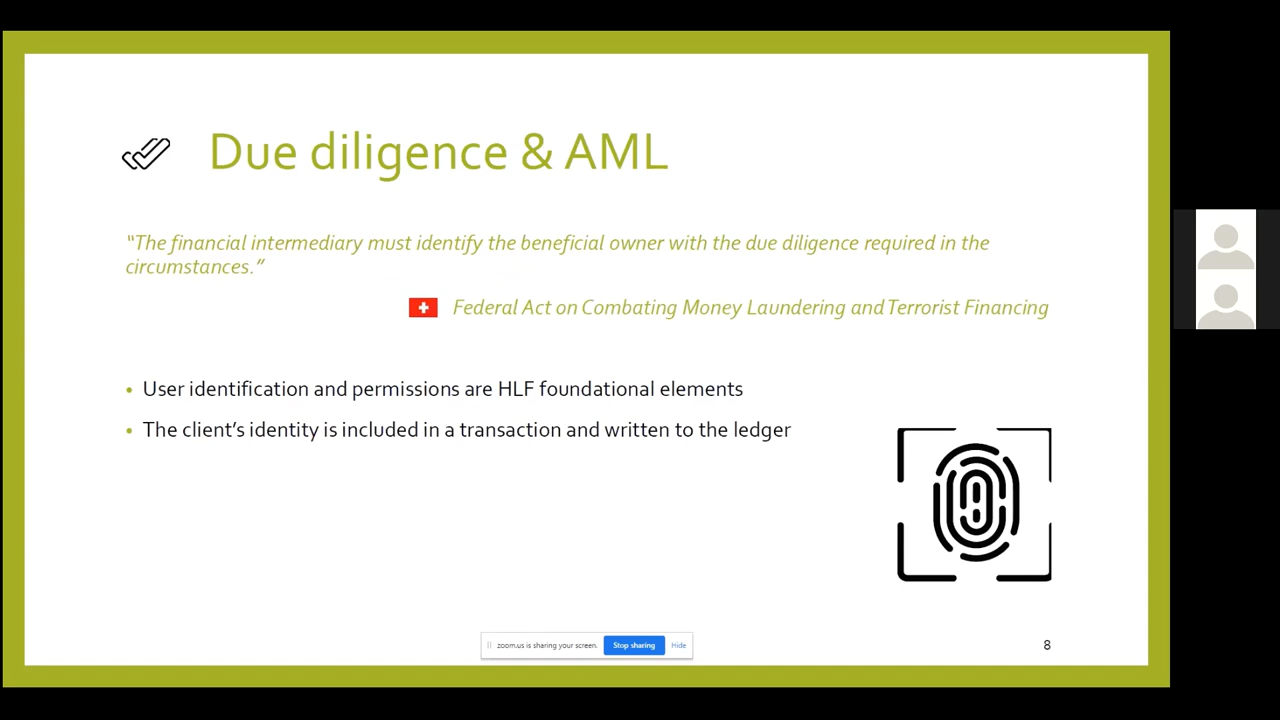 Due diligence & AML
“The financial intermediary must identify the beneficial owner with the due diligence required in the
circumstances.”
Federal Act on Combating Money Laundering and Terrorist Financing
• User identification and permissions are HLF foundational elements
• The client’s identity is included in a transaction and written to the ledger
zoom.us is sharing your screen. Stop sharing Hide
8